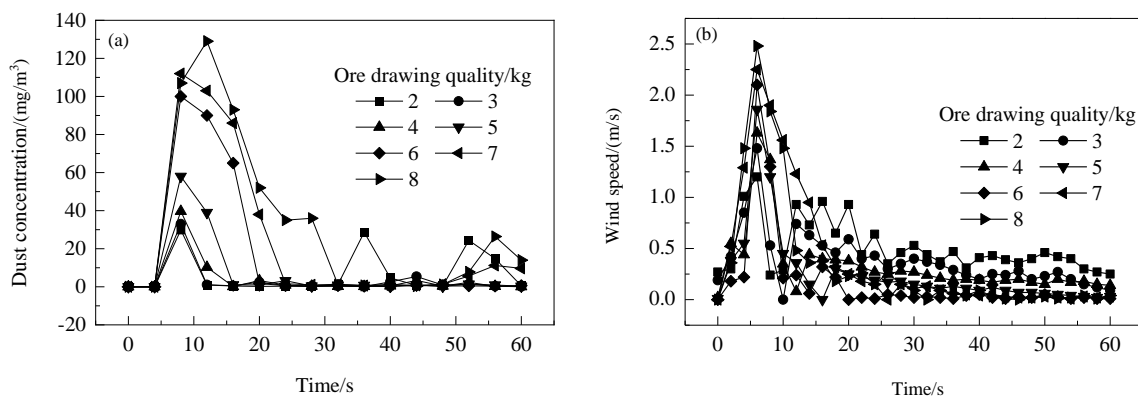 (a)
Ore drawing quality/kg
2 3
4 5
6 7
8
Dust concentration/(mg/m³)
140
120
100
80
60
40
20
0
-20
0 10 20 30 40 50 60
Time/s
(b)
Ore drawing quality/kg
2 3
4 5
6 7
8
Wind speed/(m/s)
2.5
2.0
1.5
1.0
0.5
0.0
0 10 20 30 40 50 60
Time/s